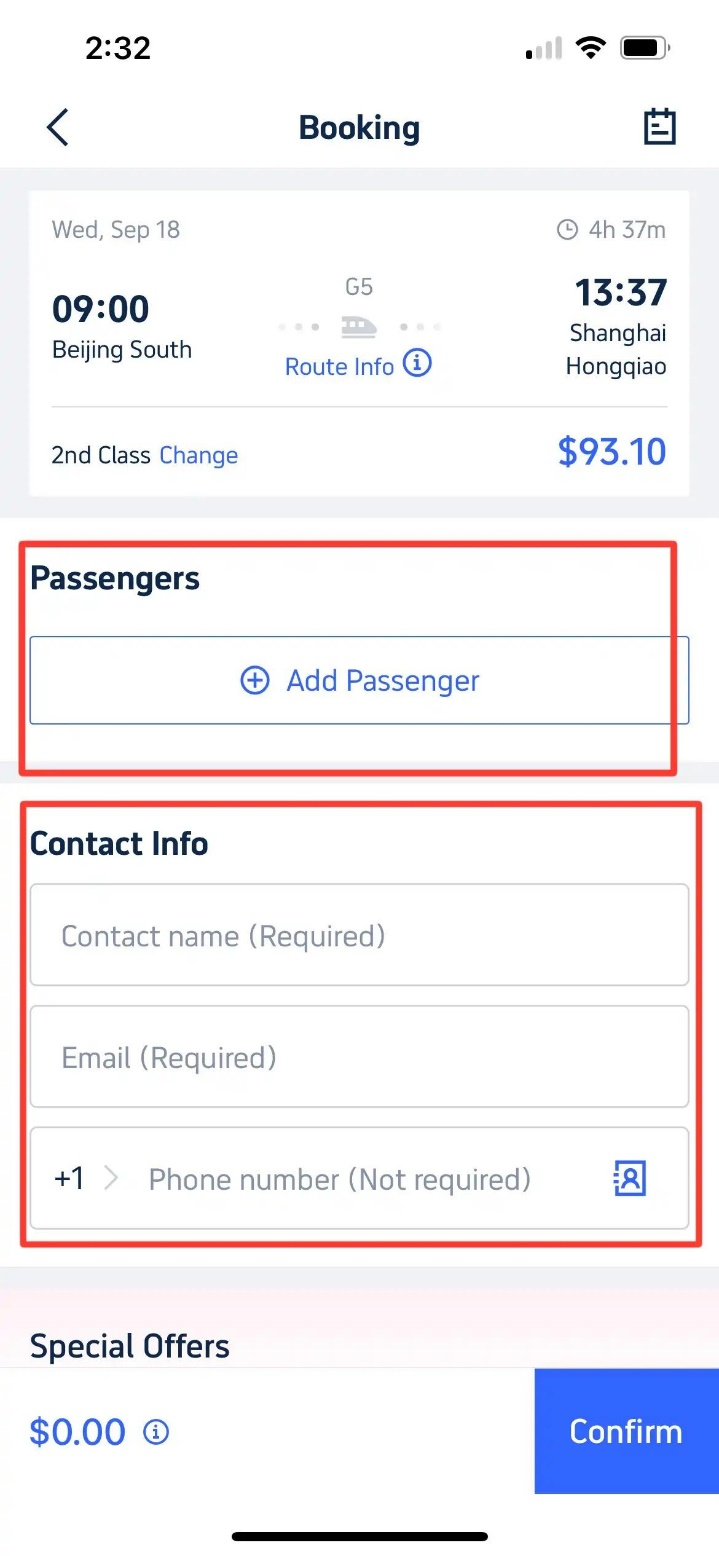 2:32
Booking
Wed, Sep 18
4h 37m
09:00
G5
13:37
Beijing South
Route Info
Shanghai
Hongqiao
2nd Class Change
$93.10
Passengers
Add Passenger
Contact Info
Contact name (Required)
Email (Required)
+1
Phone number (Not required)
Special Offers
$0.00
Confirm